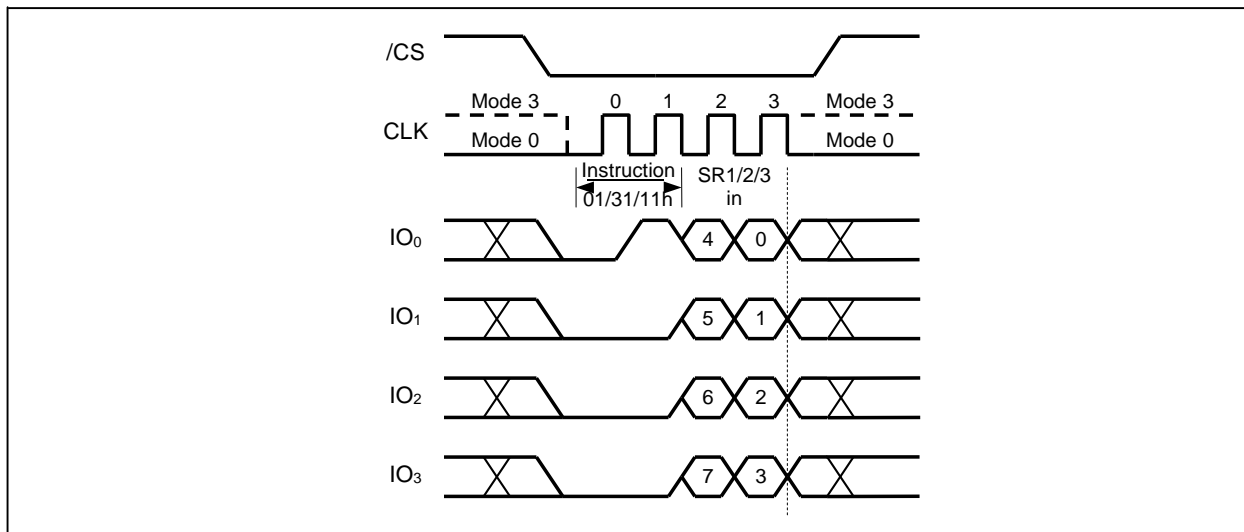 /CS
Mode 3 0 1 2 3 Mode 3
CLK
Mode 0 Mode 0
Instruction SR1/2/3
01/31/11h in
IO0 4 0
IO1 5 1
IO2 6 2
IO3 7 3